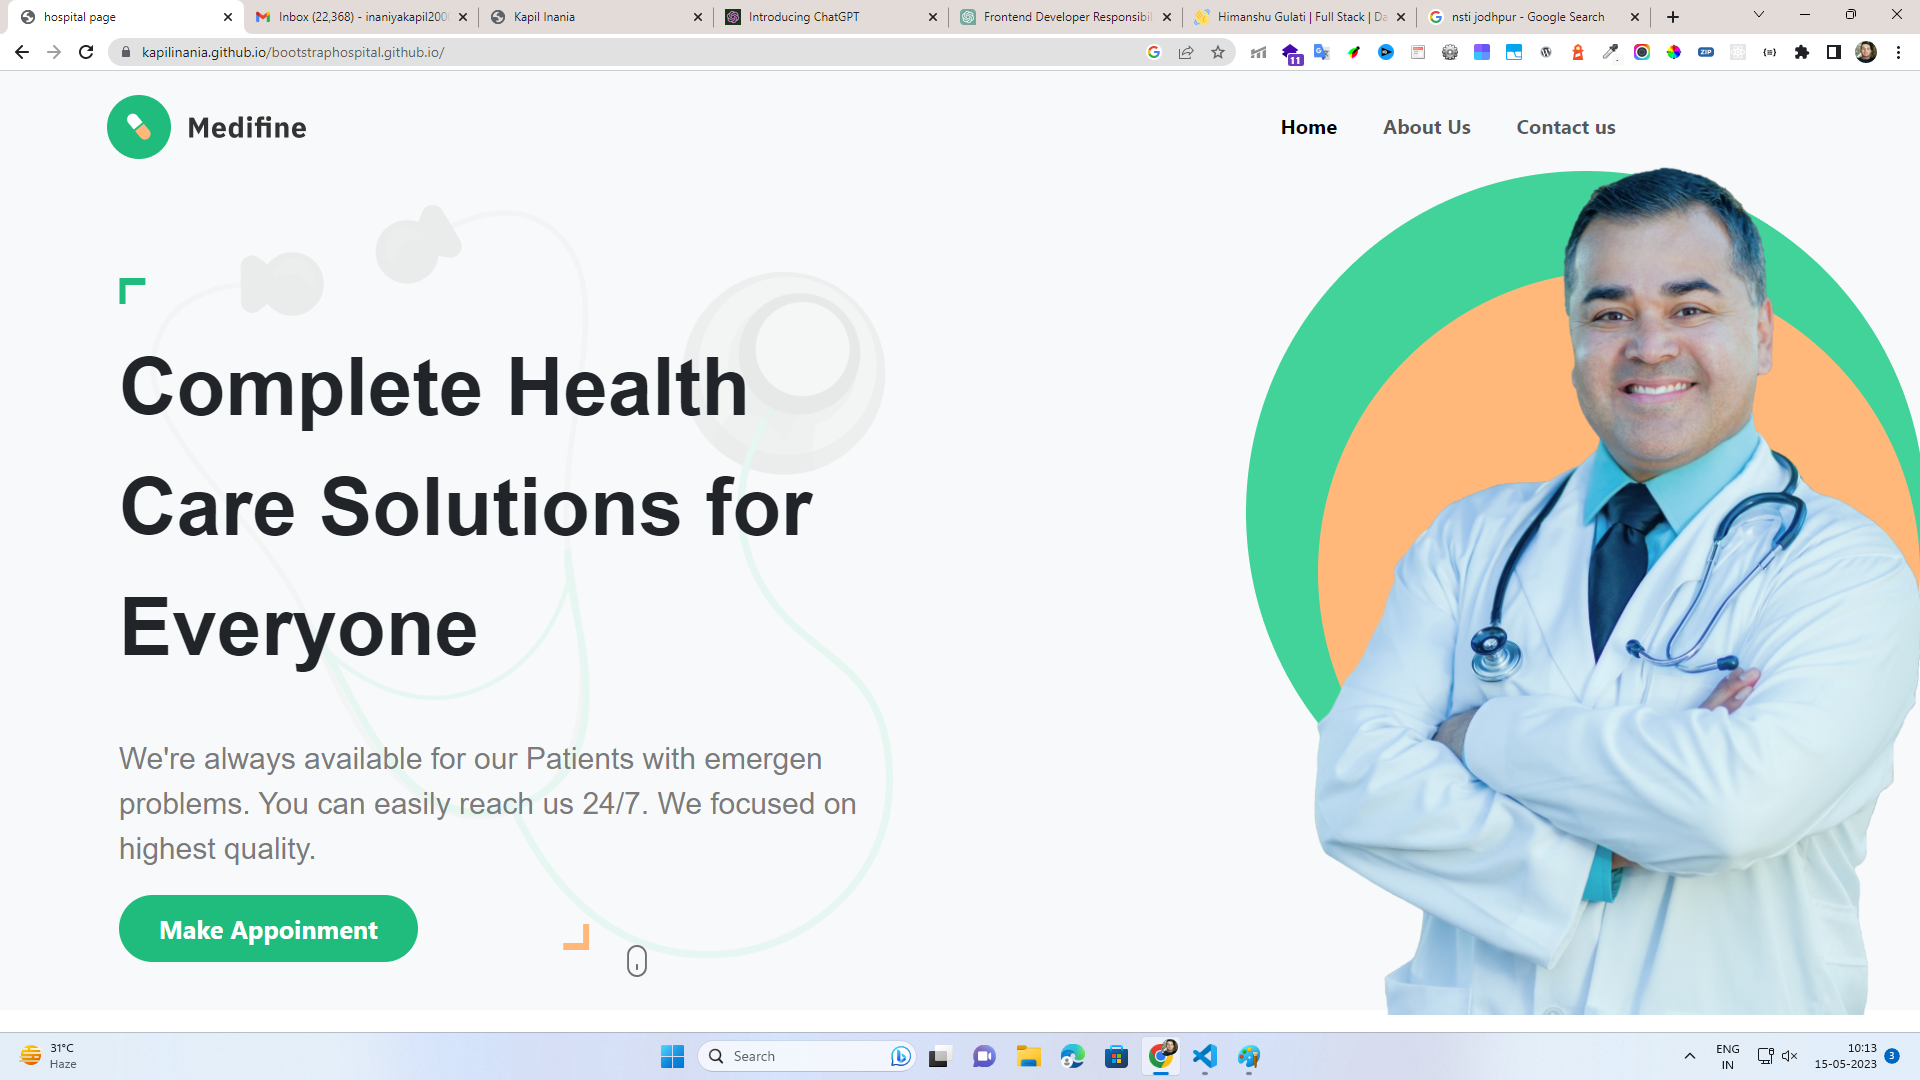 hospital page
Inbox (22,368) - inaniyakapil200
Kapil Inania
Introducing ChatGPT
Frontend Developer Responsibil
Himanshu Gulati | Full Stack | Da
nsti jodhpur - Google Search
kapilinania.github.io/bootstraphospital.github.io/
11
ZIP
Medifine
Home
About Us
Contact us
Complete Health
Care Solutions for
Everyone
We're always available for our Patients with emergen
problems. You can easily reach us 24/7. We focused on
highest quality.
Make Appoinment
31°C
Haze
Search
ENG
IN
10:13
15-05-2023
3